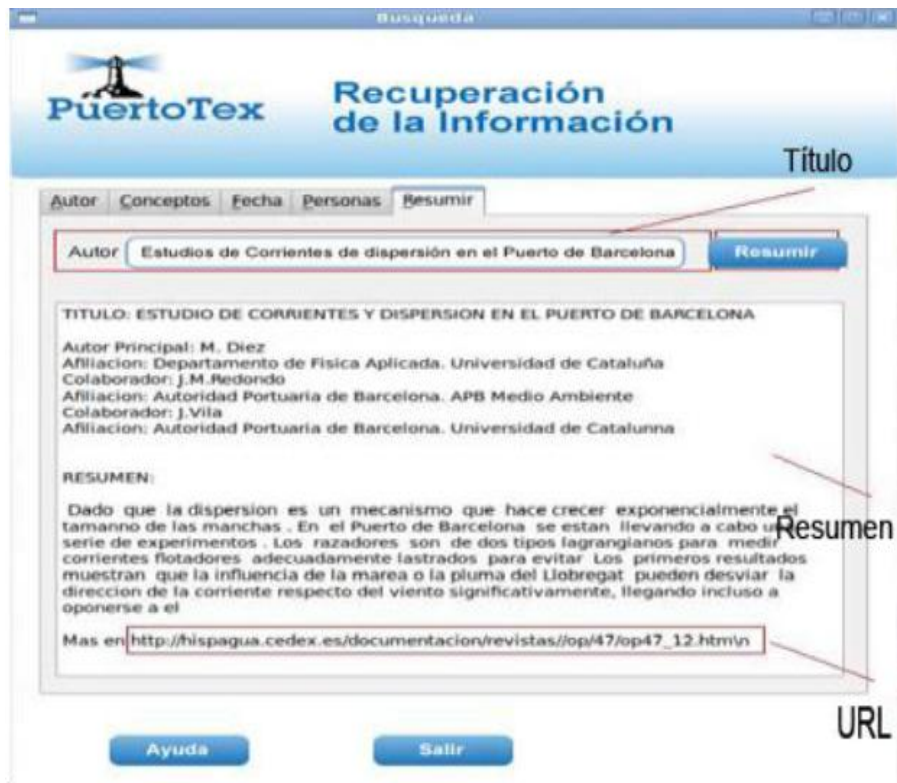 Busqueda
PuertoTex
Recuperación
de la Información
Título
Autor Conceptos Fecha Personas Resumir
Autor Estudios de Corrientes de dispersión en el Puerto de Barcelona Resumir
TITULO: ESTUDIO DE CORRIENTES Y DISPERSION EN EL PUERTO DE BARCELONA
Autor Principal: M. Diez
Afiliacion: Departamento de Fisica Aplicada. Universidad de Cataluña
Colaborador: J.M.Redondo
Afiliacion: Autoridad Portuaria de Barcelona. APB Medio Ambiente
Colaborador: J.Vila
Afiliacion: Autoridad Portuaria de Barcelona. Universidad de Catalunna
RESUMEN:
Dado que la dispersion es un mecanismo que hace crecer exponencialmente el
tamanno de las manchas . En el Puerto de Barcelona se estan llevando a cabo
serie de experimentos . Los razadores son de dos tipos lagrangianos para medir
Resumen
corrientes flotadores adecuadamente lastrados para evitar Los primeros resultados
muestran que la influencia de la marea o la pluma del Llobregat pueden desviar la
direccion de la corriente respecto del viento significativamente, llegando incluso a
oponerse a el
Mas en http://hispagua.cedex.es/documentacion/revistas//op/47/op47_12.htm\n
URL
Ayuda Salir